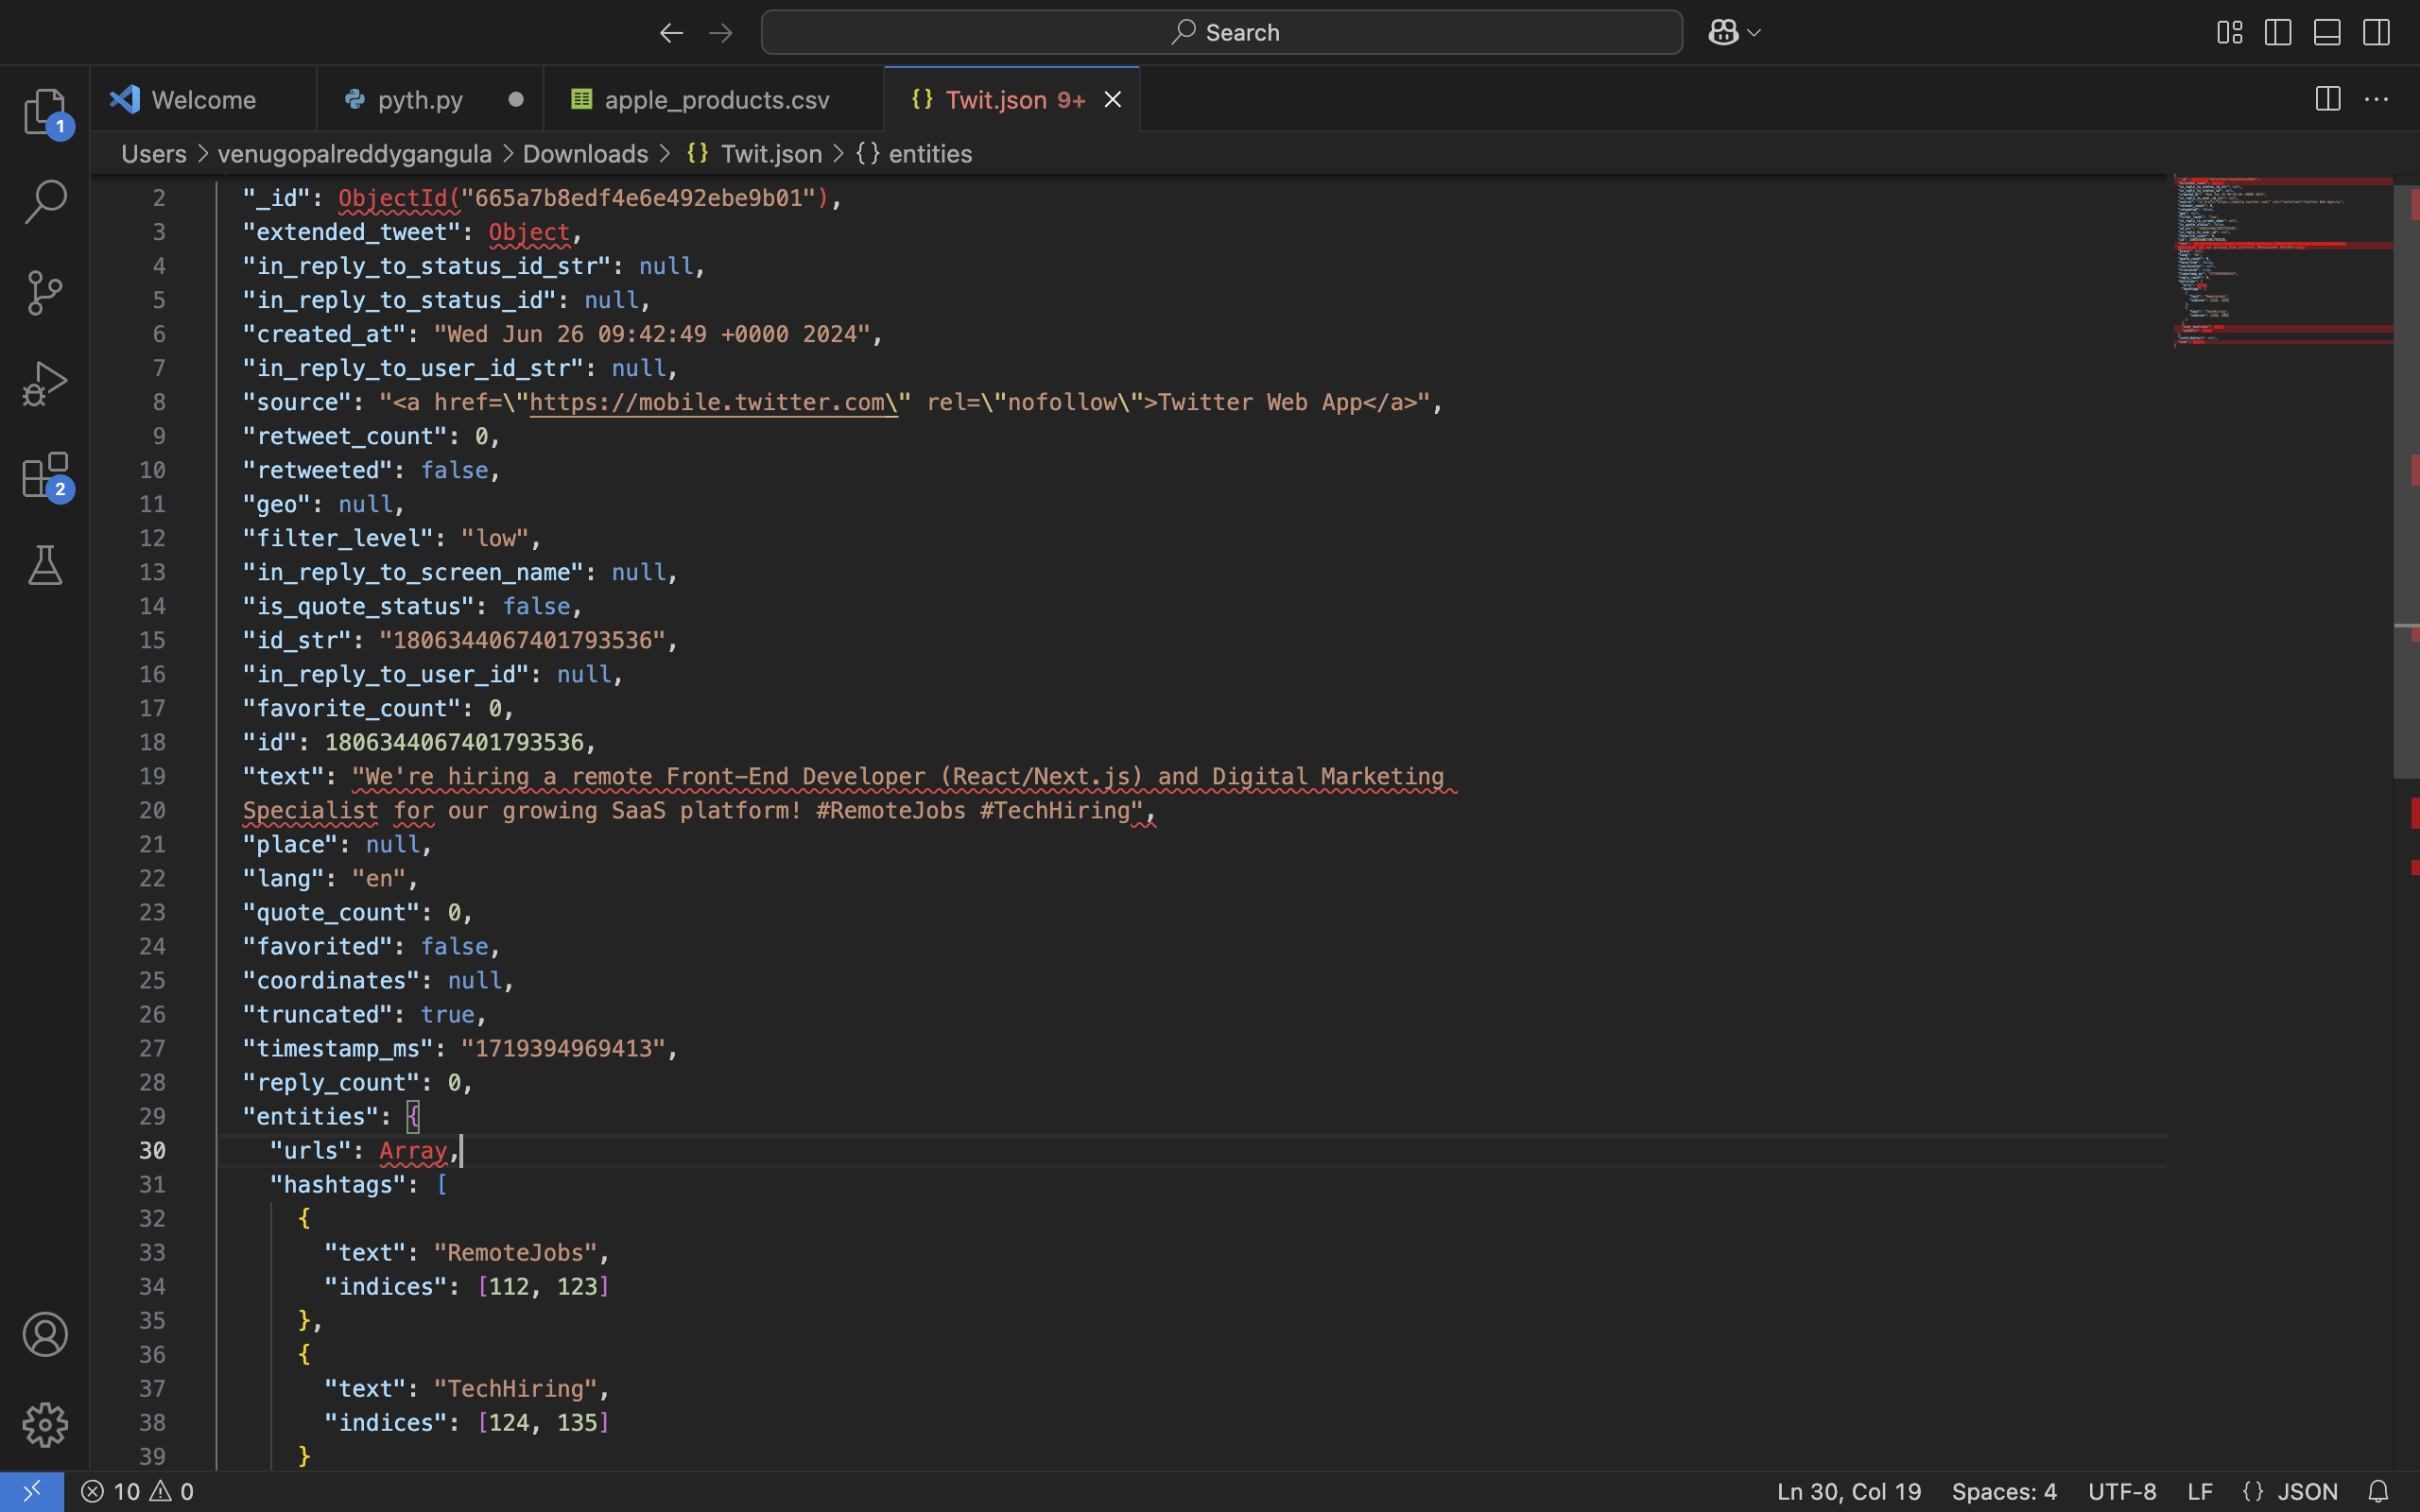 Search
1
2
Welcome
pyth.py
apple_products.csv
{} Twit.json 9+
Users > venugopalreddygangula > Downloads > {} Twit.json > {} entities
2 "_id": ObjectId("665a7b8edf4e6e492ebe9b01"),
3 "extended_tweet": Object,
4 "in_reply_to_status_id_str": null,
5 "in_reply_to_status_id": null,
6 "created_at": "Wed Jun 26 09:42:49 +0000 2024",
7 "in_reply_to_user_id_str": null,
8 "source": "<a href=\"https://mobile.twitter.com\" rel=\"nofollow\">Twitter Web App</a>",
9 "retweet_count": 0,
10 "retweeted": false,
11 "geo": null,
12 "filter_level": "low",
13 "in_reply_to_screen_name": null,
14 "is_quote_status": false,
15 "id_str": "1806344067401793536",
16 "in_reply_to_user_id": null,
17 "favorite_count": 0,
18 "id": 1806344067401793536,
19 "text": "We're hiring a remote Front-End Developer (React/Next.js) and Digital Marketing
20 Specialist for our growing SaaS platform! #RemoteJobs #TechHiring",
21 "place": null,
22 "lang": "en",
23 "quote_count": 0,
24 "favorited": false,
25 "coordinates": null,
26 "truncated": true,
27 "timestamp_ms": "1719394969413",
28 "reply_count": 0,
29 "entities": {
30 "urls": Array,
31 "hashtags": [
32 {
33 "text": "RemoteJobs",
34 "indices": [112, 123]
35 },
36 {
37 "text": "TechHiring",
38 "indices": [124, 135]
39 }
10 0
Ln 30, Col 19
Spaces: 4
UTF-8
LF
{} JSON